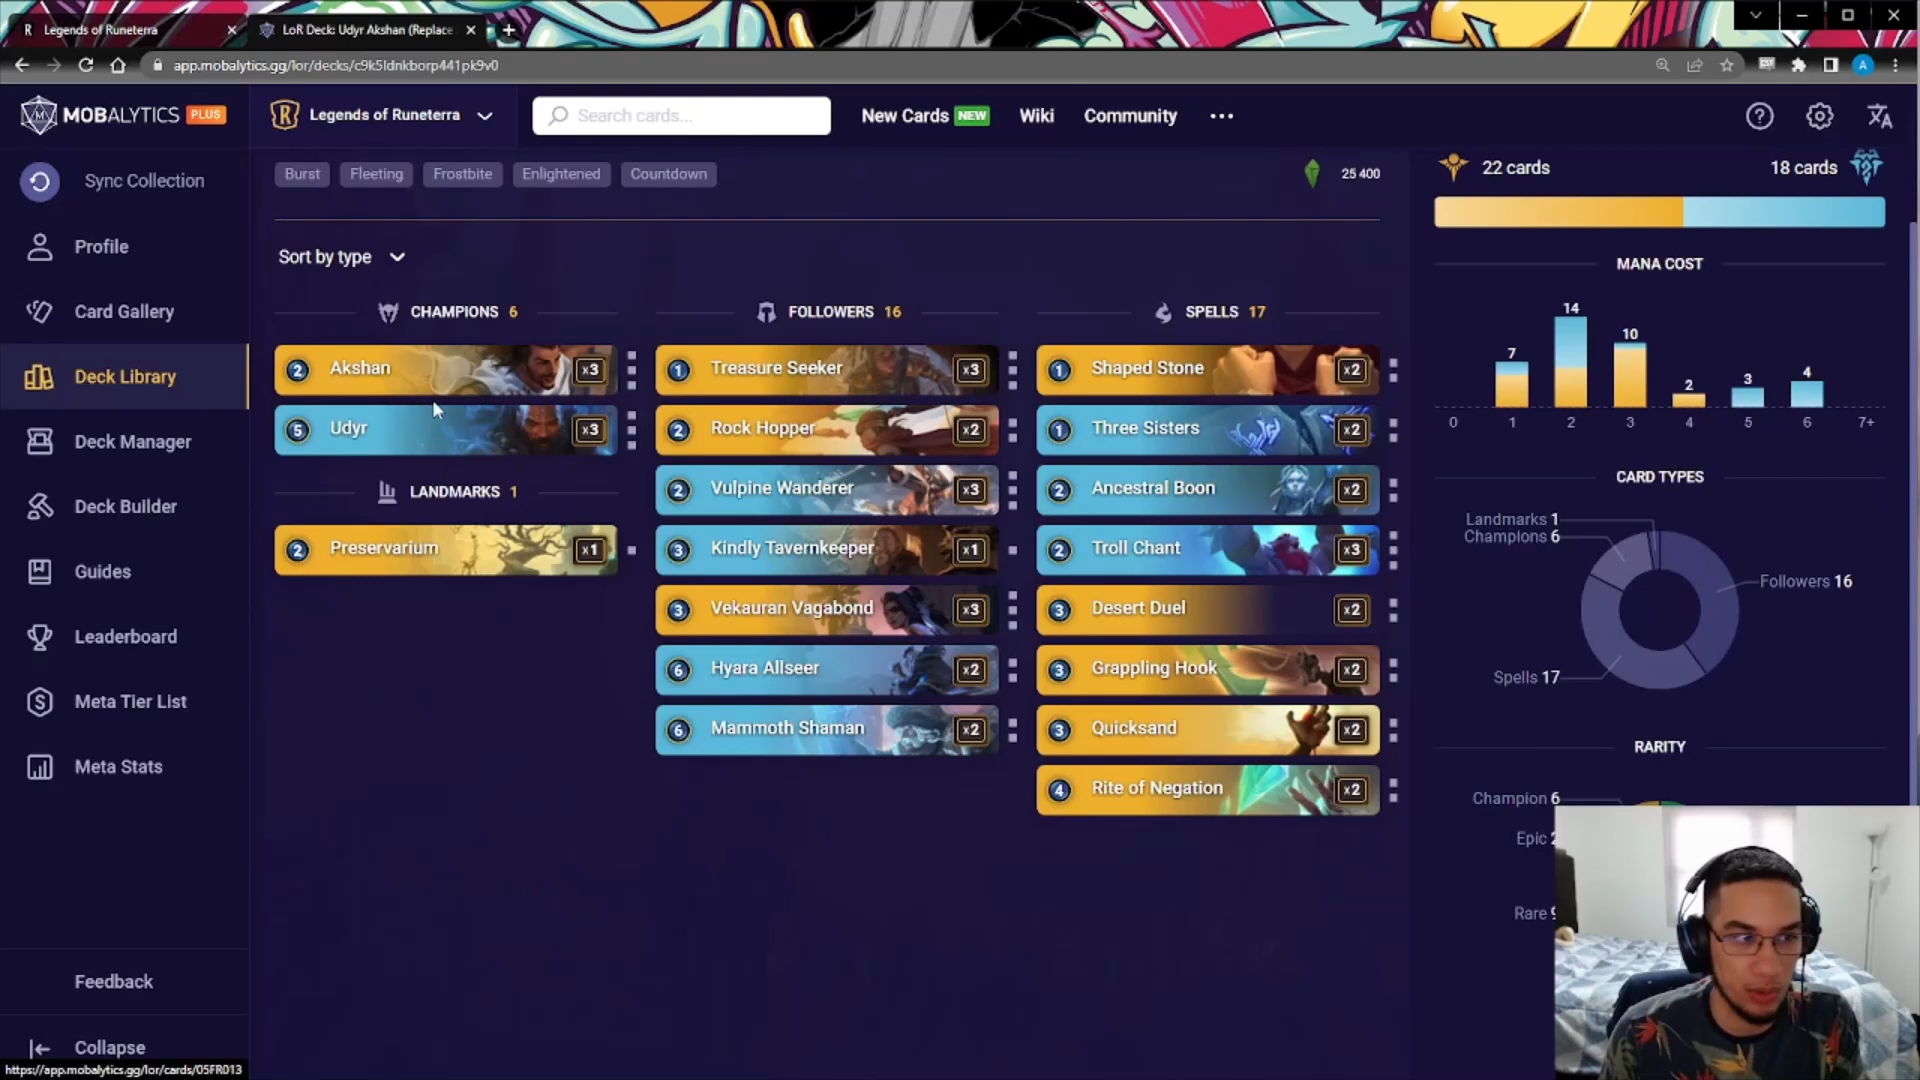 Legends of Runeterra
LoR Deck: Udyr Akshan (Replace
app.mobalytics.gg/lor/decks/c9k5ldnkborp441pk9v0
A
MOBALYTICS PLUS
Legends of Runeterra
Search cards...
New Cards NEW
Wiki
Community
Sync Collection
Profile
Card Gallery
Deck Library
Deck Manager
Deck Builder
Guides
Leaderboard
Meta Tier List
Meta Stats
Feedback
Collapse
https://app.mobalytics.gg/lor/cards/05FR013
Burst
Fleeting
Frostbite
Enlightened
Countdown
25 400
Sort by type
CHAMPIONS 6
2 Akshan x3
5 Udyr x3
LANDMARKS 1
2 Preservarium x1
FOLLOWERS 16
1 Treasure Seeker x3
2 Rock Hopper x2
2 Vulpine Wanderer x3
3 Kindly Tavernkeeper x1
3 Vekauran Vagabond x3
6 Hyara Allseer x2
6 Mammoth Shaman x2
SPELLS 17
1 Shaped Stone x2
1 Three Sisters x2
2 Ancestral Boon x2
2 Troll Chant x3
3 Desert Duel x2
3 Grappling Hook x2
3 Quicksand x2
4 Rite of Negation x2
22 cards
18 cards
MANA COST
7 14 10 2 3 4
0 1 2 3 4 5 6 7+
CARD TYPES
Landmarks 1
Champions 6
Followers 16
Spells 17
RARITY
Champion 6
Epic
Rare